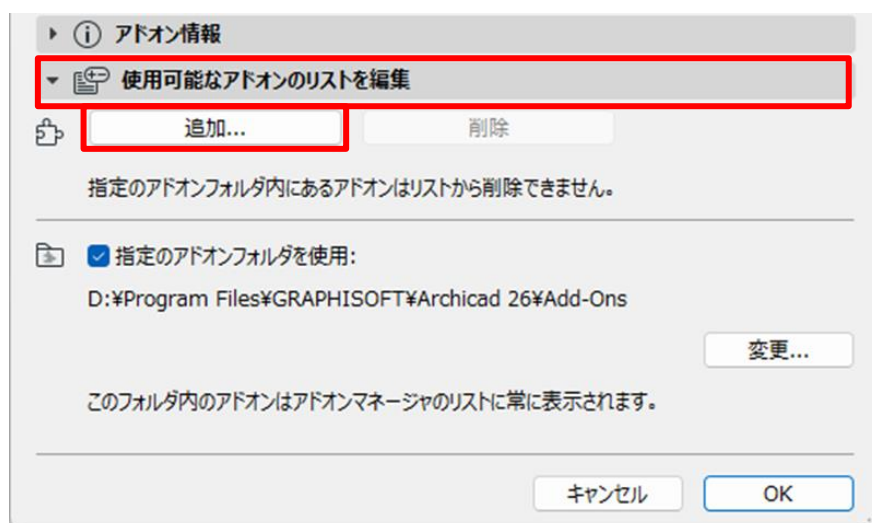 アドオン情報
使用可能なアドオンのリストを編集
追加... 削除
指定のアドオンフォルダ内にあるアドオンはリストから削除できません。
指定のアドオンフォルダを使用:
D:¥Program Files¥GRAPHISOFT¥Archicad 26¥Add-Ons
変更...
このフォルダ内のアドオンはアドオンマネージャのリストに常に表示されます。
キャンセル OK